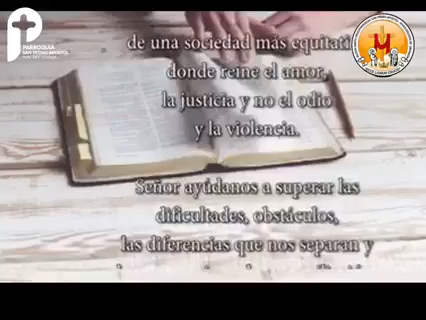 PARROQUIA
SAN PEDRO APÓSTOL
de una sociedad más equitati
donde reine el amor,
la justicia y no el odio
y la violencia.
Señor ayúdanos a superar las
dificultades, obstáculos,
las diferencias que nos separan y